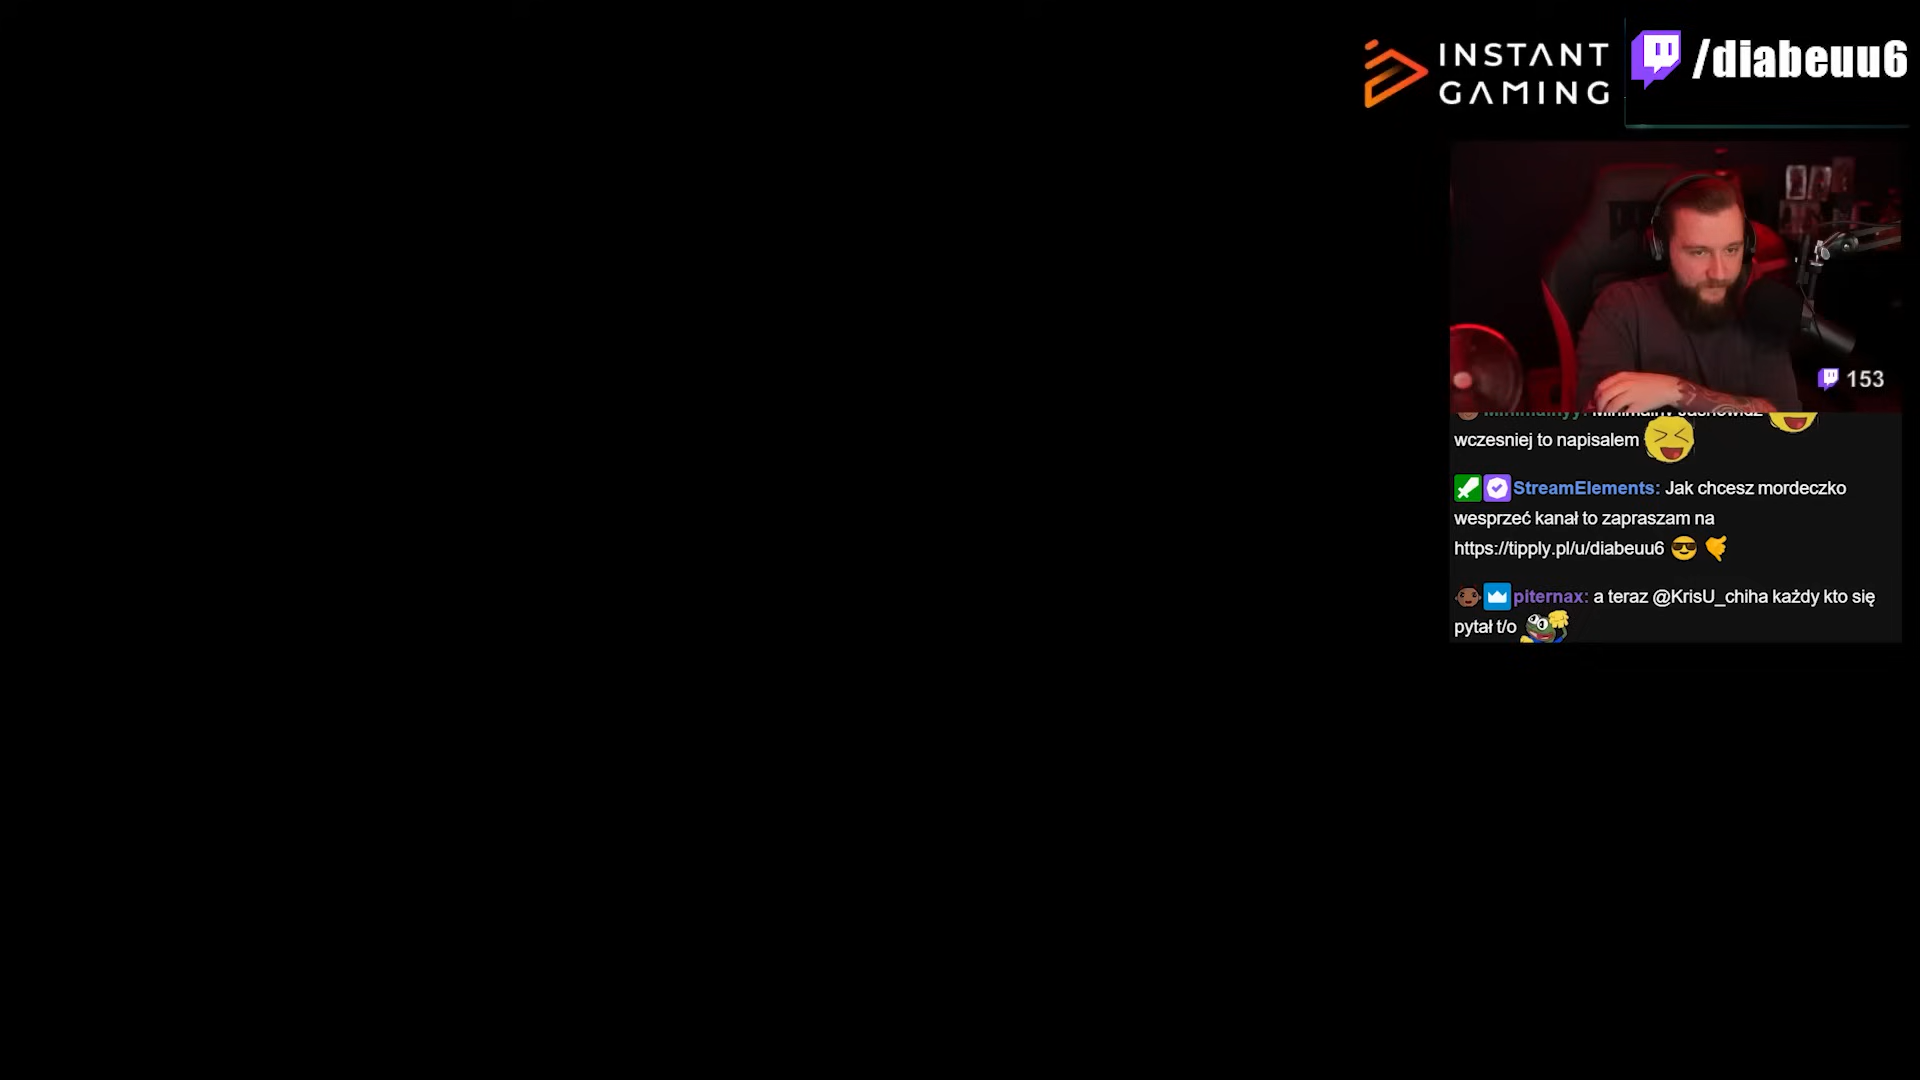 INSTANT
GAMING
/diabeuu6
153
wczesniej to napisalem
StreamElements: Jak chcesz mordeczko
wesprzeć kanał to zapraszam na
https://tipply.pl/u/diabeuu6
piternax: a teraz @KrisU_chiha każdy kto się
pytał t/o